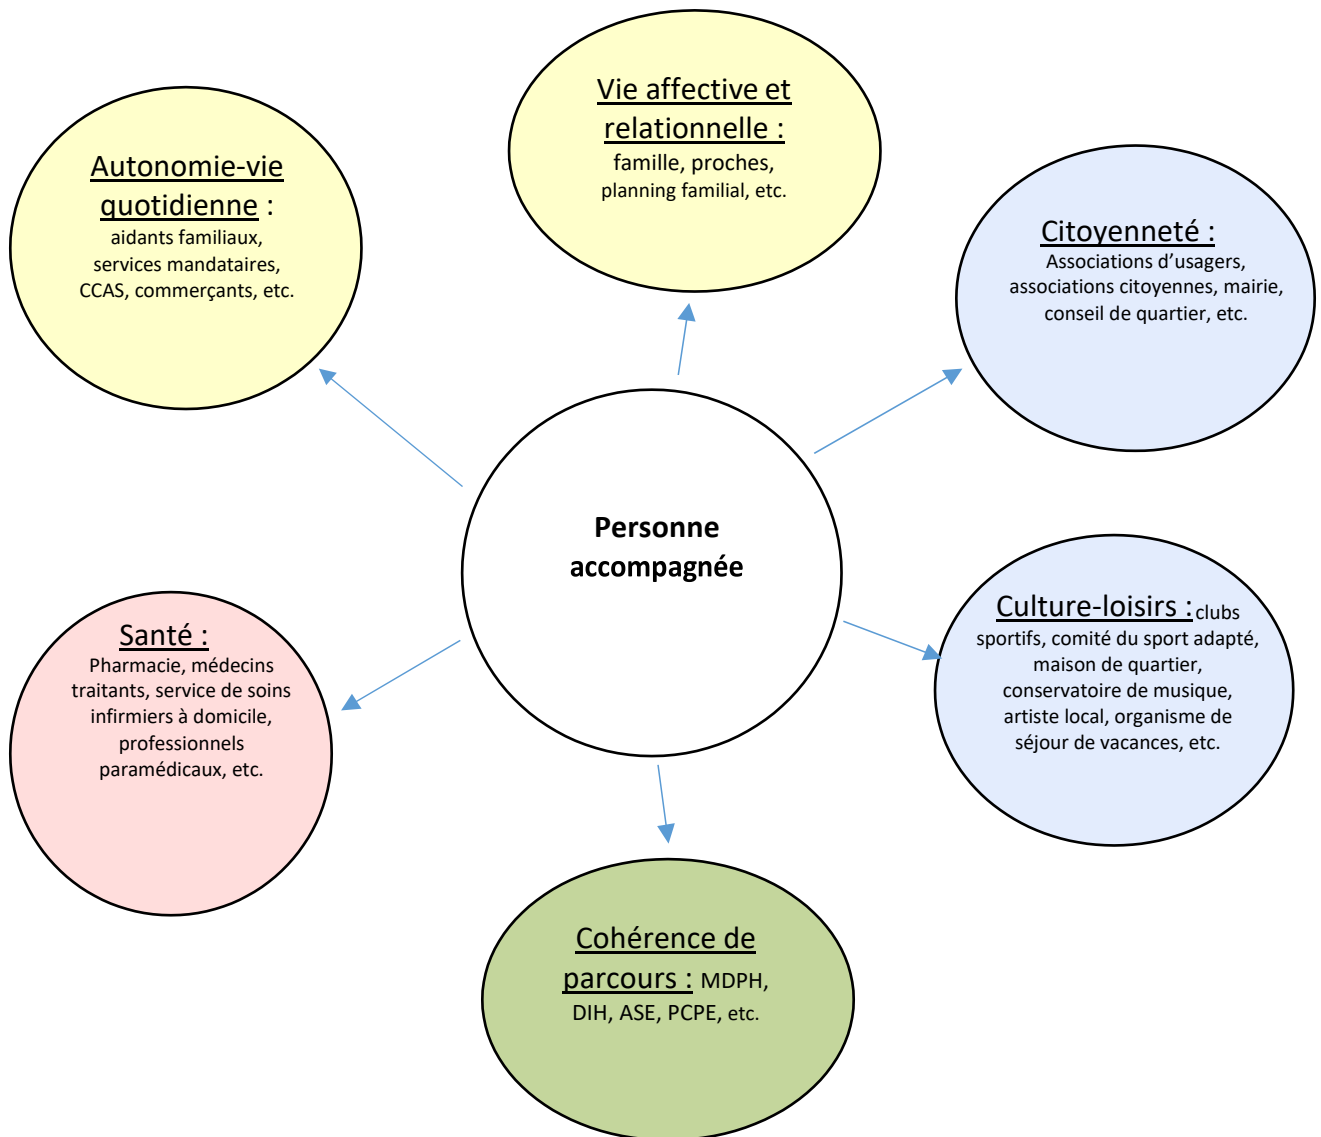 Vie affective et
relationnelle :
famille, proches,
planning familial, etc.
Autonomie-vie
quotidienne :
aidants familiaux,
services mandataires,
CCAS, commerçants, etc.
Citoyenneté :
Associations d’usagers,
associations citoyennes, mairie,
conseil de quartier, etc.
Personne
accompagnée
Culture-loisirs : clubs
sportifs, comité du sport adapté,
maison de quartier,
conservatoire de musique,
artiste local, organisme de
séjour de vacances, etc.
Santé :
Pharmacie, médecins
traitants, service de soins
infirmiers à domicile,
professionnels
paramédicaux, etc.
Cohérence de
parcours : MDPH,
DIH, ASE, PCPE, etc.